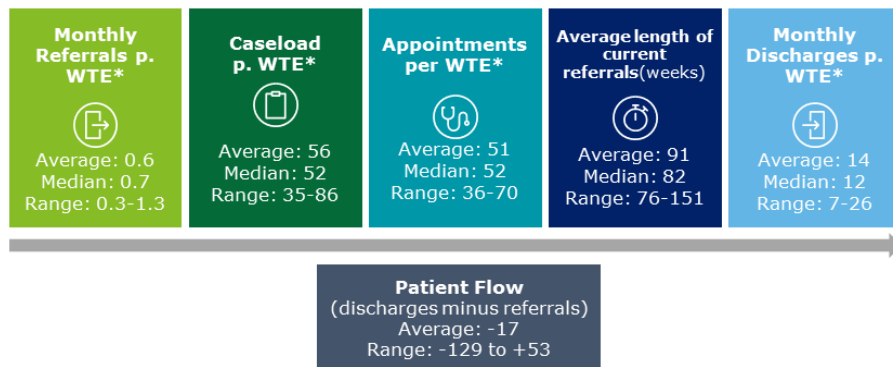 Monthly
Referrals p.
WTE*
Average: 0.6
Median: 0.7
Range: 0.3-1.3
Caseload
p. WTE*
Average: 56
Median: 52
Range: 35-86
Appointments
per WTE*
Average: 51
Median: 52
Range: 36-70
Average length of
current
referrals(weeks)
Average: 91
Median: 82
Range: 76-151
Monthly
Discharges p.
WTE*
Average: 14
Median: 12
Range: 7-26
Patient Flow
(discharges minus referrals)
Average: -17
Range: -129 to +53